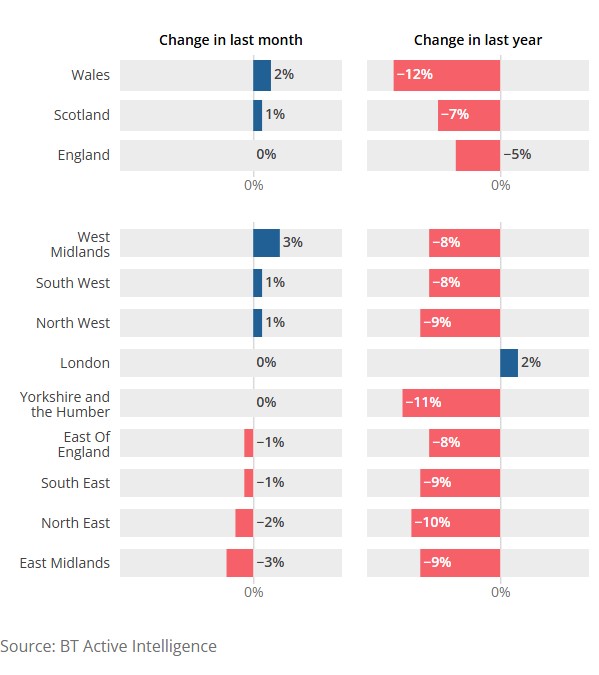 Change in last month Change in last year
Wales 2% −12%
Scotland 1% −7%
England 0% −5%
0% 0%
West
Midlands 3% −8%
South West 1% −8%
North West 1% −9%
London 0% 2%
Yorkshire and
the Humber 0% −11%
East Of
England −1% −8%
South East −1% −9%
North East −2% −10%
East Midlands −3% −9%
0% 0%
Source: BT Active Intelligence